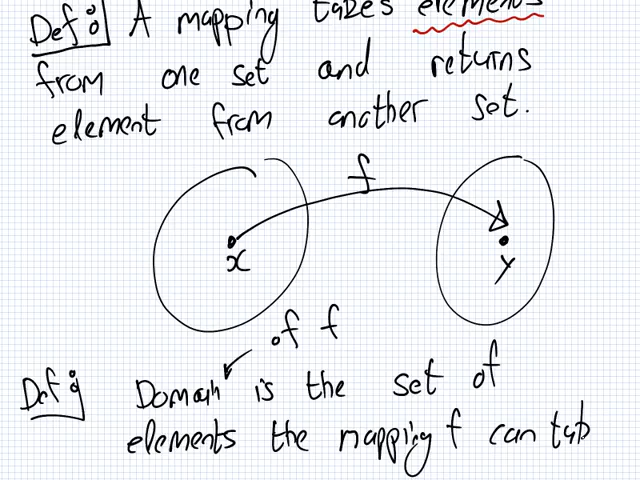 Def: A mapping takes elements
from one set and returns
element from another set.
f
x
y
of f
Def: Domain is the set of
elements the mapping f can